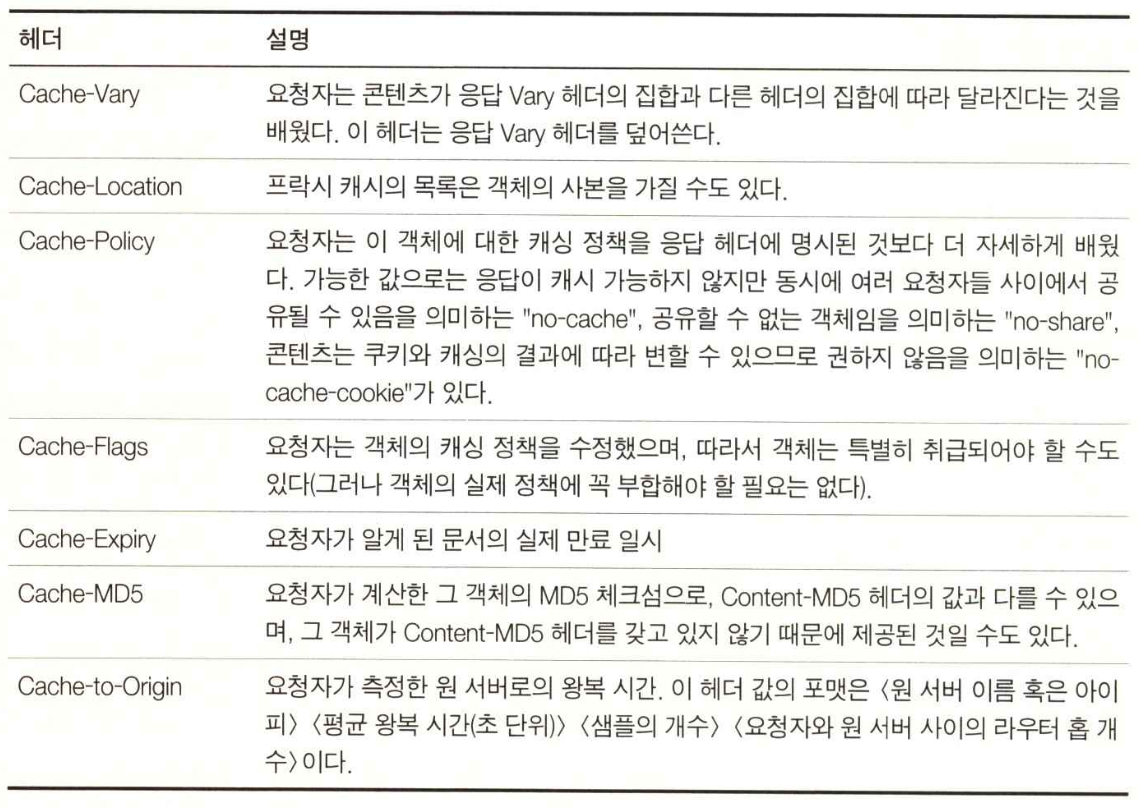 헤더 설명
Cache-Vary 요청자는 콘텐츠가 응답 Vary 헤더의 집합과 다른 헤더의 집합에 따라 달라진다는 것을
배웠다. 이 헤더는 응답 Vary 헤더를 덮어쓴다.
Cache-Location 프락시 캐시의 목록은 객체의 사본을 가질 수도 있다.
Cache-Policy 요청자는 이 객체에 대한 캐싱 정책을 응답 헤더에 명시된 것보다 더 자세하게 배웠
다. 가능한 값으로는 응답이 캐시 가능하지 않지만 동시에 여러 요청자들 사이에서 공
유될 수 있음을 의미하는 "no-cache", 공유할 수 없는 객체임을 의미하는 "no-share",
콘텐츠는 쿠키와 캐싱의 결과에 따라 변할 수 있으므로 권하지 않음을 의미하는 "no-
cache-cookie"가 있다.
Cache-Flags 요청자는 객체의 캐싱 정책을 수정했으며, 따라서 객체는 특별히 취급되어야 할 수도
있다(그러나 객체의 실제 정책에 꼭 부합해야 할 필요는 없다).
Cache-Expiry 요청자가 알게 된 문서의 실제 만료 일시
Cache-MD5 요청자가 계산한 그 객체의 MD5 체크섬으로, Content-MD5 헤더의 값과 다를 수 있으
며, 그 객체가 Content-MD5 헤더를 갖고 있지 않기 때문에 제공된 것일 수도 있다.
Cache-to-Origin 요청자가 측정한 원 서버로의 왕복 시간. 이 헤더 값의 포맷은 〈원 서버 이름 혹은 아이
피〉 〈평균 왕복 시간(초 단위)〉 〈샘플의 개수〉 〈요청자와 원 서버 사이의 라우터 홉 개
수〉이다.